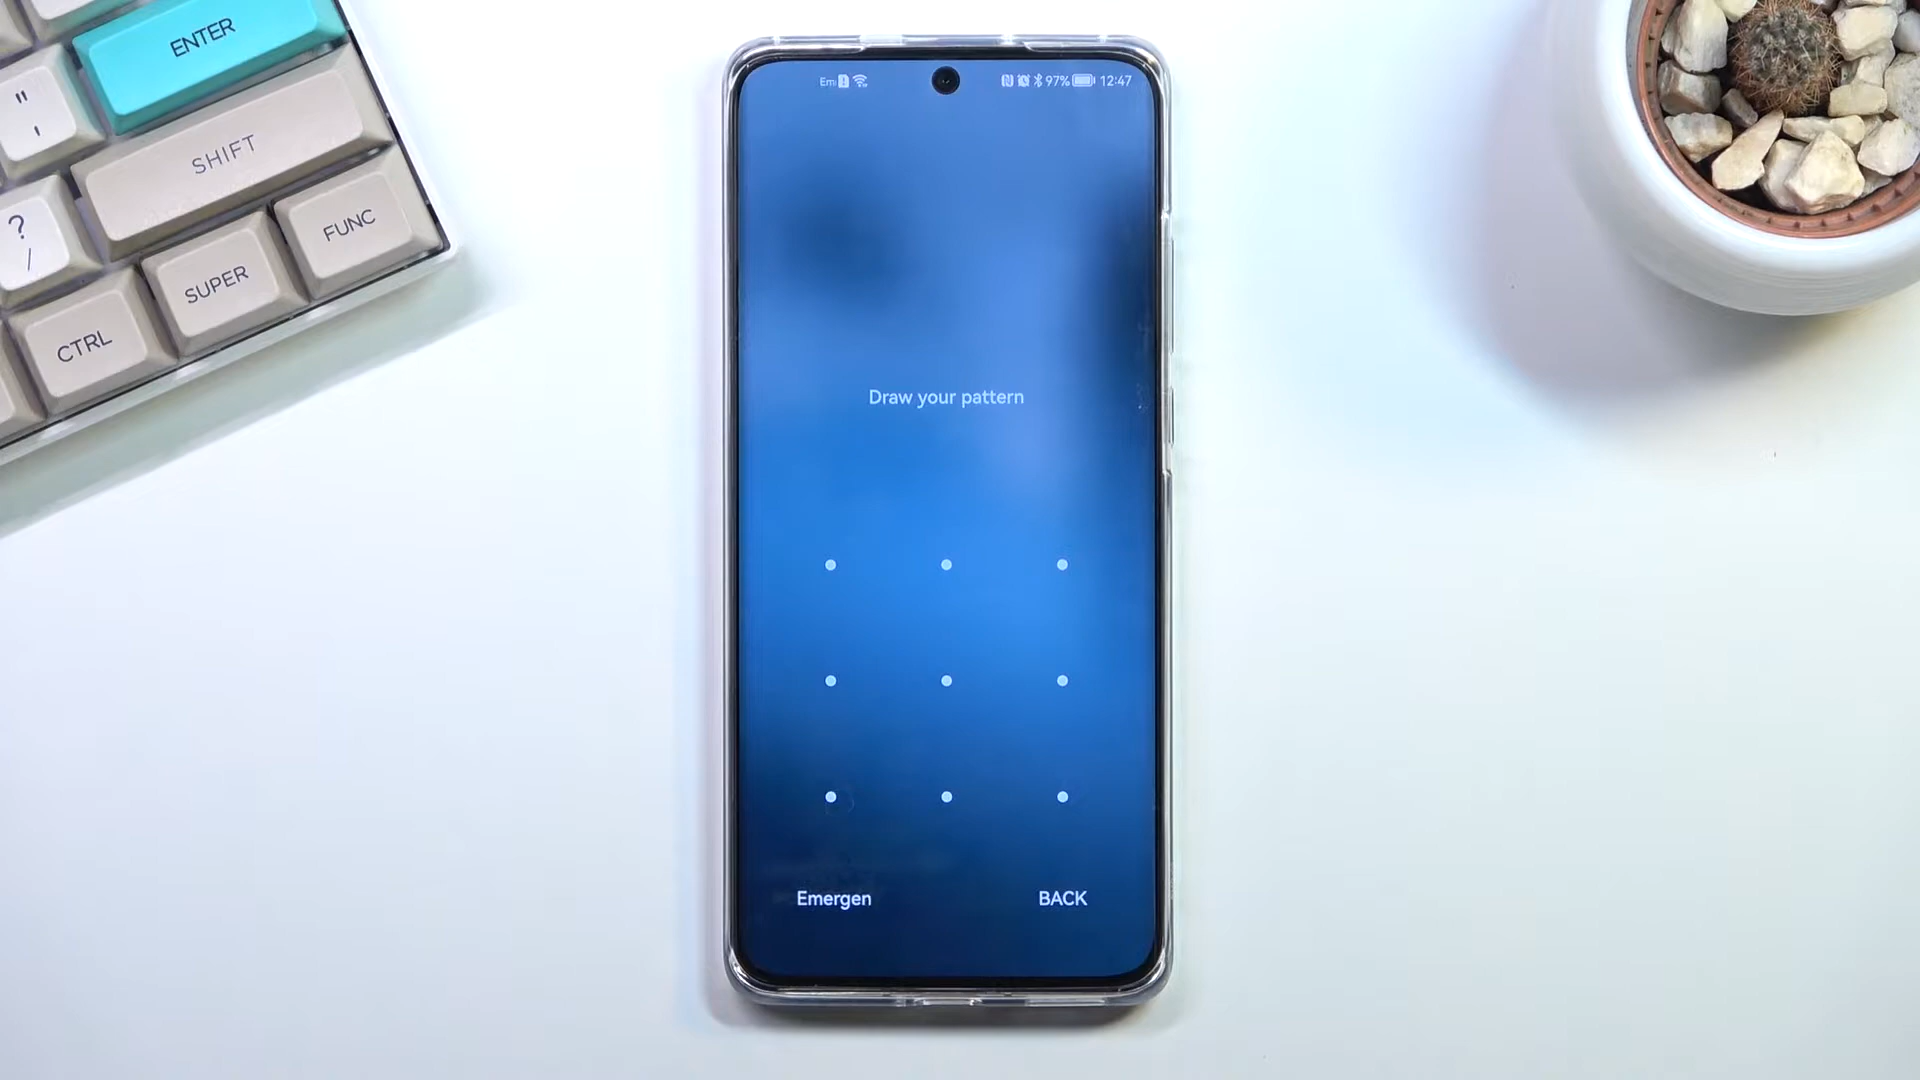 ENTER
"
'
SHIFT
?
/
SUPER
FUNC
CTRL
97% 12:47
Draw your pattern
Emergen
BACK